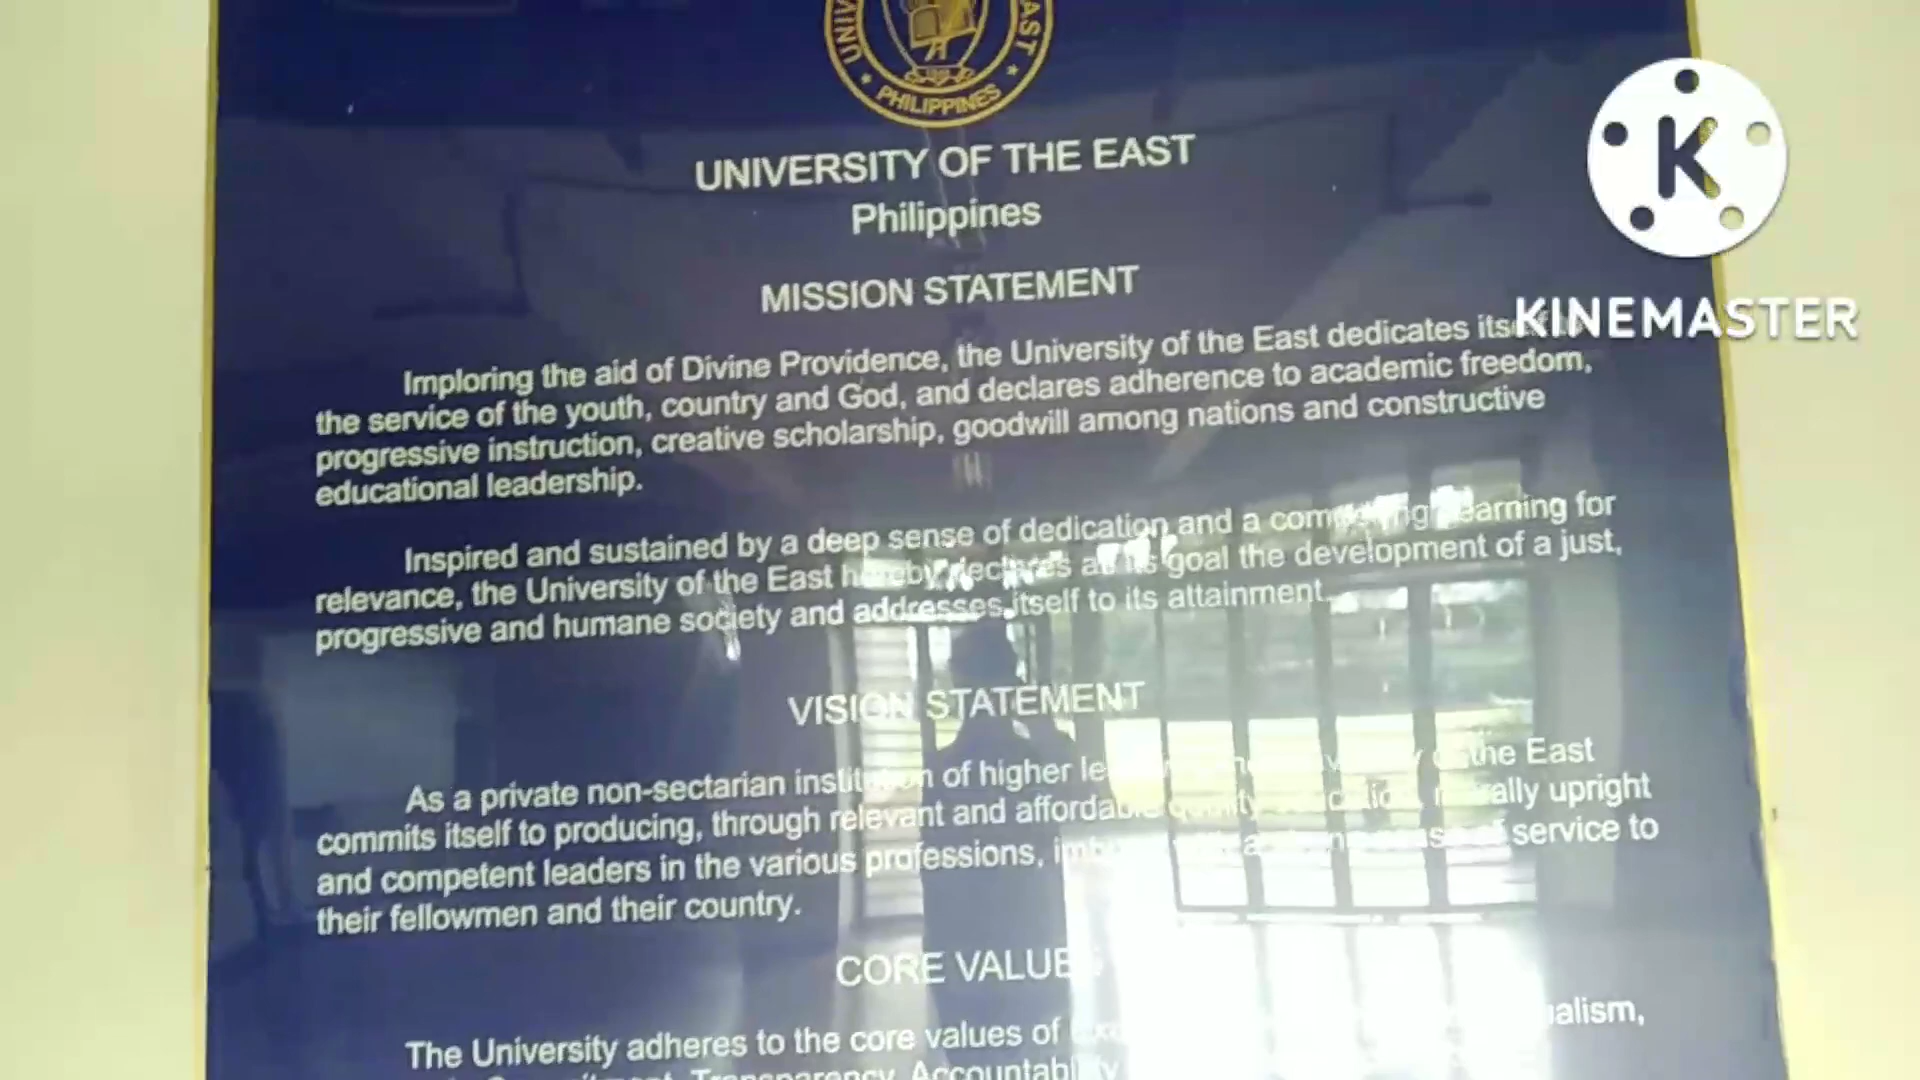 UNIV
AST
PHILIPPINES
UNIVERSITY OF THE EAST
Philippines
MISSION STATEMENT
Imploring the aid of Divine Providence, the University of the East dedicates
the service of the youth, country and God, and declares adherence to academic freedom,
progressive instruction, creative scholarship, goodwill among nations and constructive
educational leadership.
Inspired and sustained by a deep sense of dedication and a for
relevance, the University of the East hereby declares as its goal the development of a just,
progressive and humane society and addresses itself to its attainment.
VISION STATEMENT
As a private non-sectarian institution of higher the East
commits itself to producing, through relevant and affordable quality upright
and competent leaders in the various professions, service to
their fellowmen and their country.
CORE VALUE
The University adheres to the core values of
Transparency, Accountability
K
KINEMASTER